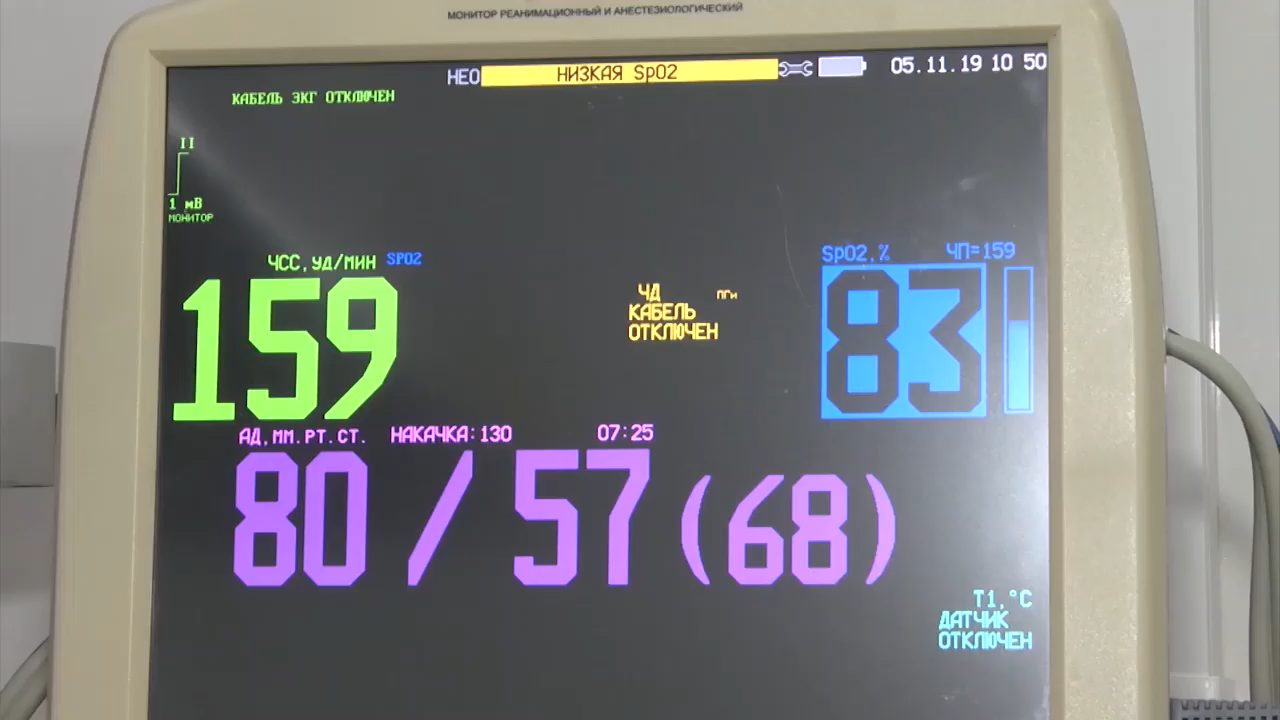 МОНИТОР РЕАНИМАЦИОННЫЙ И АНЕСТЕЗИОЛОГИЧЕСКИЙ
НЕО НИЗКАЯ SpO2 05.11.19 10 50
КАБЕЛЬ ЭКГ ОТКЛЮЧЕН
II
1 мВ
МОНИТОР
ЧСС,УД/МИН SPO2
159
ЧД ПГи
КАБЕЛЬ
ОТКЛЮЧЕН
SpO2,% ЧП=159
83
АД,ММ.РТ.СТ. НАКАЧКА:130 07:25
80 / 57 (68)
T1,°C
ДАТЧИК
ОТКЛЮЧЕН